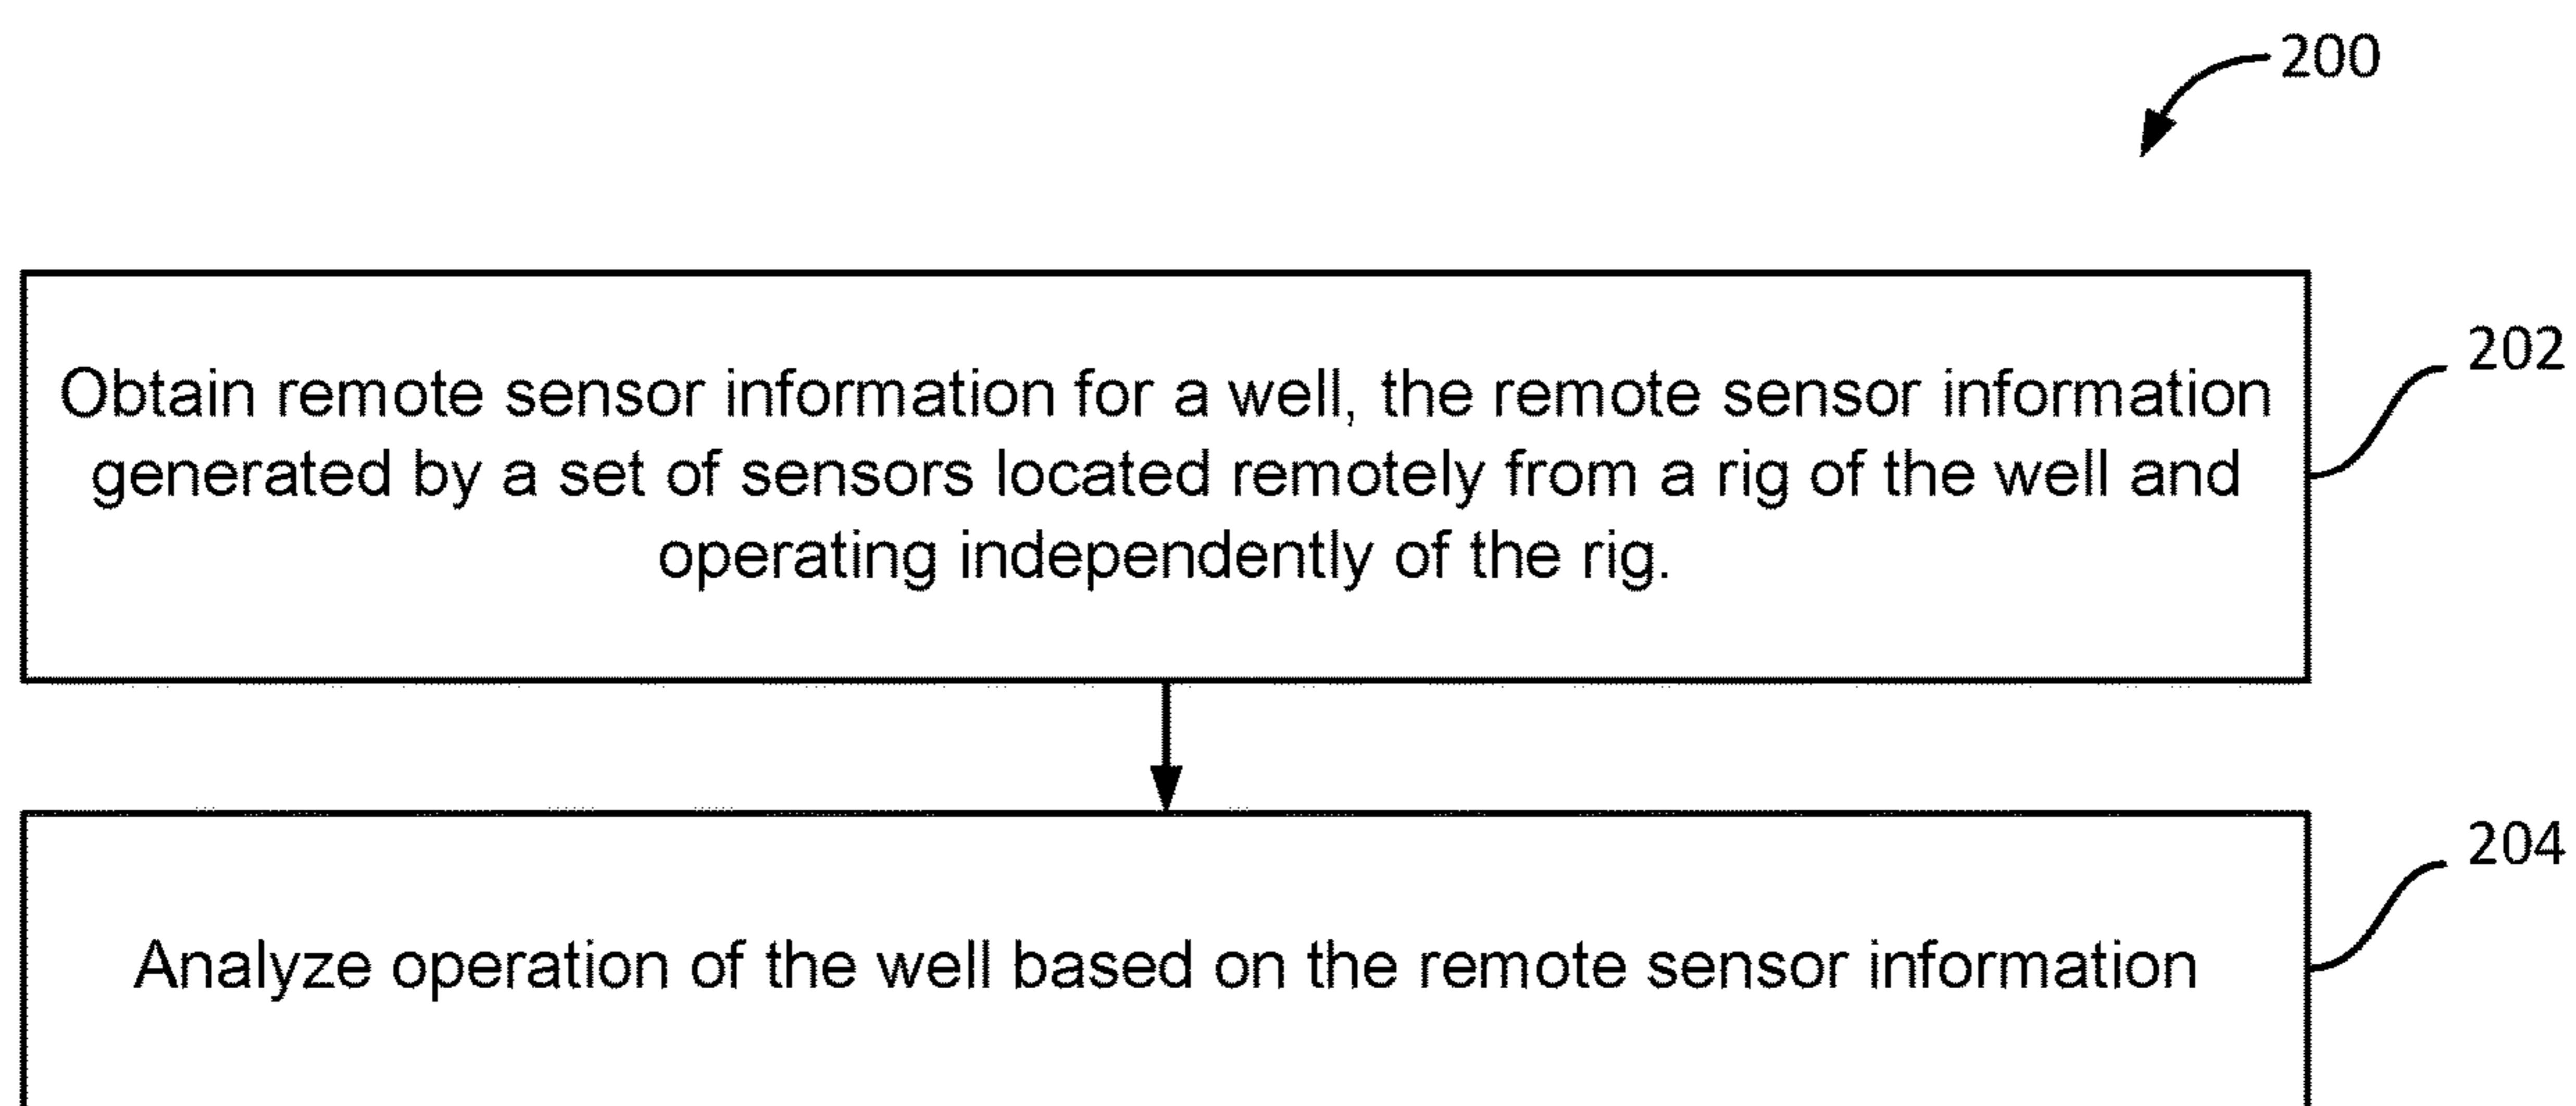 200
Obtain remote sensor information for a well, the remote sensor information
generated by a set of sensors located remotely from a rig of the well and
operating independently of the rig.
202
Analyze operation of the well based on the remote sensor information
204